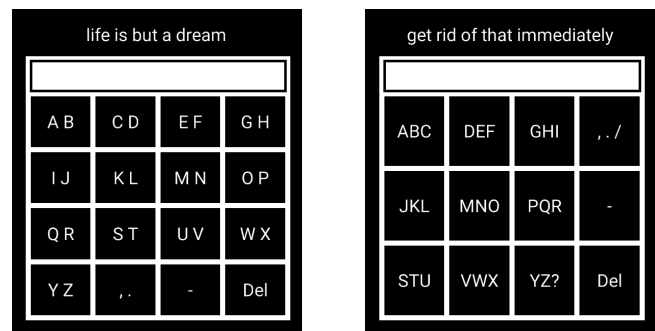 life is but a dream
A B
C D
E F
G H
I J
K L
M N
O P
Q R
S T
U V
W X
Y Z
, .
-
Del
get rid of that immediately
ABC
DEF
GHI
, . /
JKL
MNO
PQR
-
STU
VWX
YZ?
Del